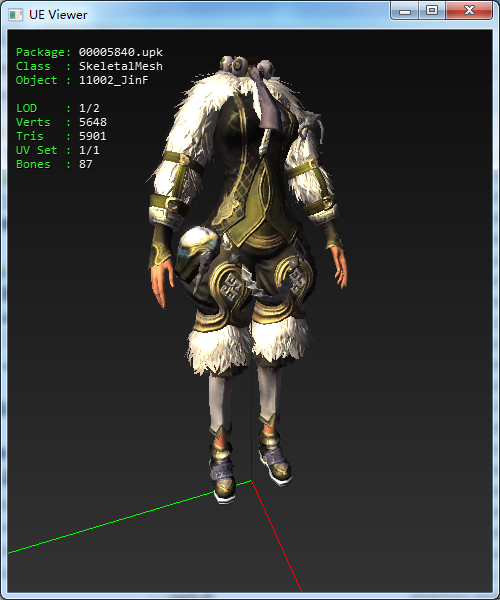 UE Viewer
Package: 00005840.upk
Class  : SkeletalMesh
Object : 11002_JinF
LOD    : 1/2
Verts  : 5648
Tris   : 5901
UV Set : 1/1
Bones  : 87